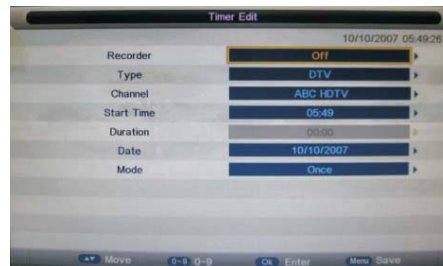 Timer Edit
10/10/2007 05:49:26
Recorder Off
Type DTV
Channel ABC HDTV
Start Time 05:49
Duration 00:00
Date 10/10/2007
Mode Once
▲▼ Move 0~9 0~9 Ok Enter Menu Save